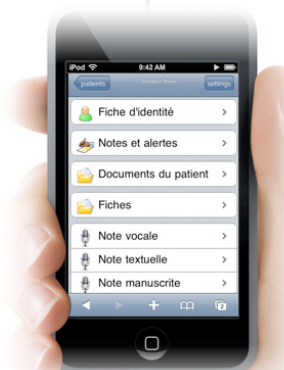 iPod 9:42 AM
patients settings
Fiche d'identité
Notes et alertes
Documents du patient
Fiches
Note vocale
Note textuelle
Note manuscrite